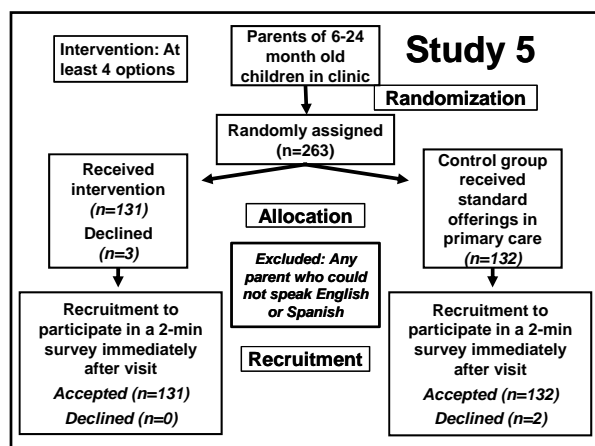 Intervention: At
least 4 options
Parents of 6-24
month old
children in clinic
Study 5
Randomization
Randomly assigned
(n=263)
Received
intervention
(n=131)
Declined
(n=3)
Allocation
Control group
received
standard
offerings in
primary care
(n=132)
Excluded: Any
parent who could
not speak English
or Spanish
Recruitment to
participate in a 2-min
survey immediately
after visit
Accepted (n=131)
Declined (n=0)
Recruitment
Recruitment to
participate in a 2-min
survey immediately
after visit
Accepted (n=132)
Declined (n=2)